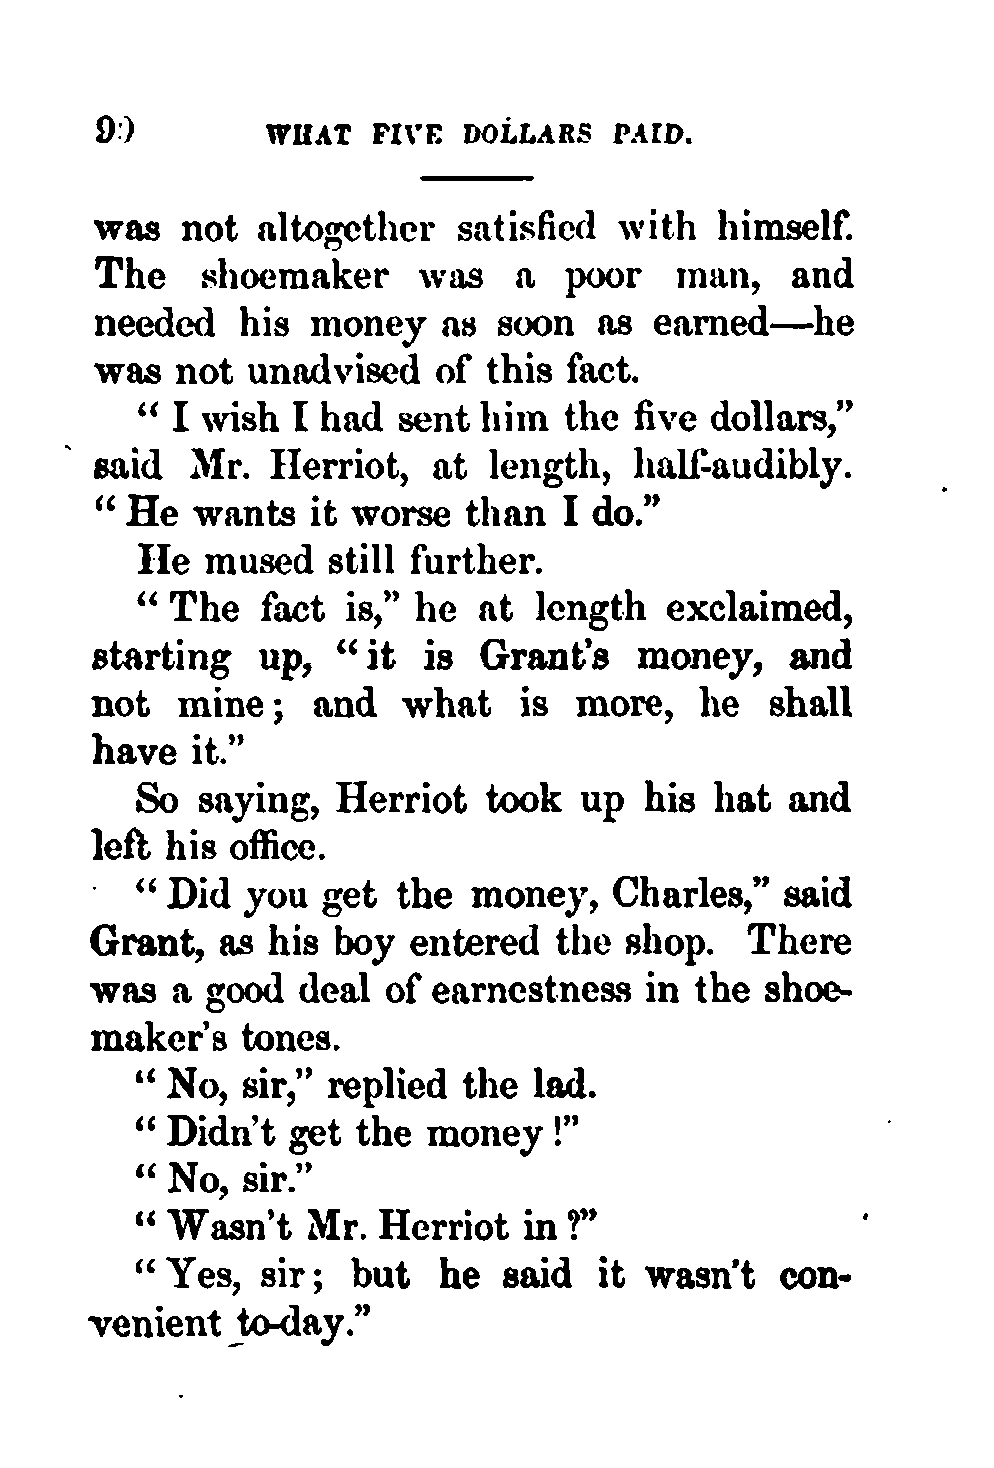 90 WHAT FIVE DOLLARS PAID.
was not altogether satisfied with himself.
The shoemaker was a poor man, and
needed his money as soon as earned—he
was not unadvised of this fact.
“ I wish I had sent him the five dollars,”
said Mr. Herriot, at length, half-audibly.
“ He wants it worse than I do.”
He mused still further.
“ The fact is,” he at length exclaimed,
starting up, “ it is Grant’s money, and
not mine; and what is more, he shall
have it.”
So saying, Herriot took up his hat and
left his office.
“ Did you get the money, Charles,” said
Grant, as his boy entered the shop. There
was a good deal of earnestness in the shoe-
maker’s tones.
“ No, sir,” replied the lad.
“ Didn’t get the money !”
“ No, sir.”
“ Wasn’t Mr. Herriot in ?”
“ Yes, sir; but he said it wasn’t con-
venient to-day.”